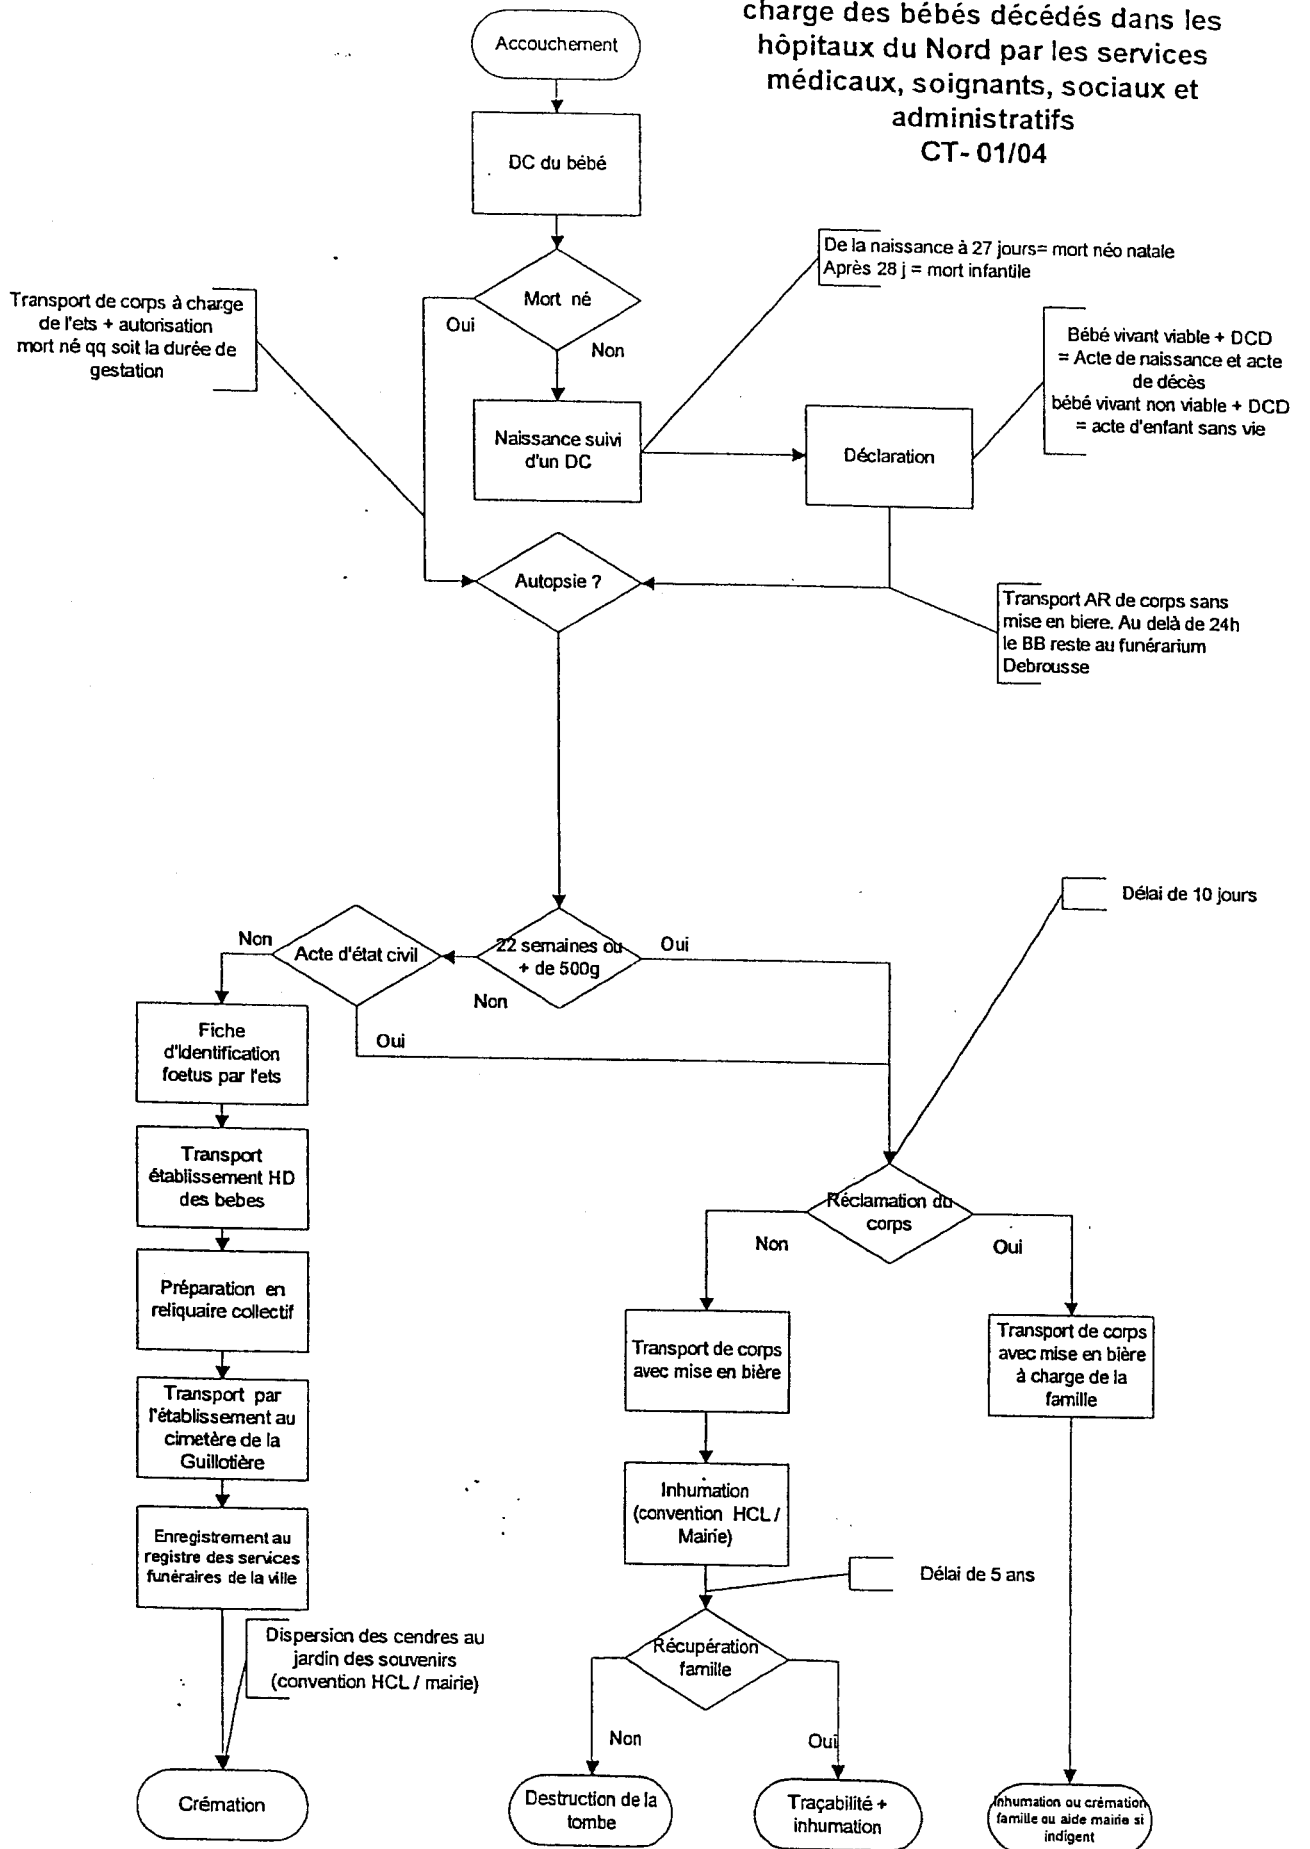 charge des bébés décédés dans les
hôpitaux du Nord par les services
médicaux, soignants, sociaux et
administratifs
CT- 01/04
Accouchement
DC du bébé
De la naissance à 27 jours= mort néo natale
Après 28 j = mort infantile
Mort né
Oui
Non
Transport de corps à charge
de l'ets + autorisation
mort né qq soit la durée de
gestation
Bébé vivant viable + DCD
= Acte de naissance et acte
de décès
bébé vivant non viable + DCD
= acte d'enfant sans vie
Naissance suivi
d'un DC
Déclaration
Autopsie ?
Transport AR de corps sans
mise en biere. Au delà de 24h
le BB reste au funérarium
Debrousse
Délai de 10 jours
22 semaines ou
+ de 500g
Oui
Non
Acte d'état civil
Non
Oui
Fiche
d'Identification
foetus par l'ets
Transport
établissement HD
des bebes
Préparation en
reliquaire collectif
Transport par
l'établissement au
cimetère de la
Guillotière
Enregistrement au
registre des services
funéraires de la ville
Dispersion des cendres au
jardin des souvenirs
(convention HCL / mairie)
Crémation
Réclamation du
corps
Non
Oui
Transport de corps
avec mise en bière
Transport de corps
avec mise en bière
à charge de la
famille
Inhumation
(convention HCL /
Mairie)
Délai de 5 ans
Récupération
famille
Non
Oui
Destruction de la
tombe
Traçabilité +
inhumation
Inhumation ou crémation
famille ou aide mairie si
indigent